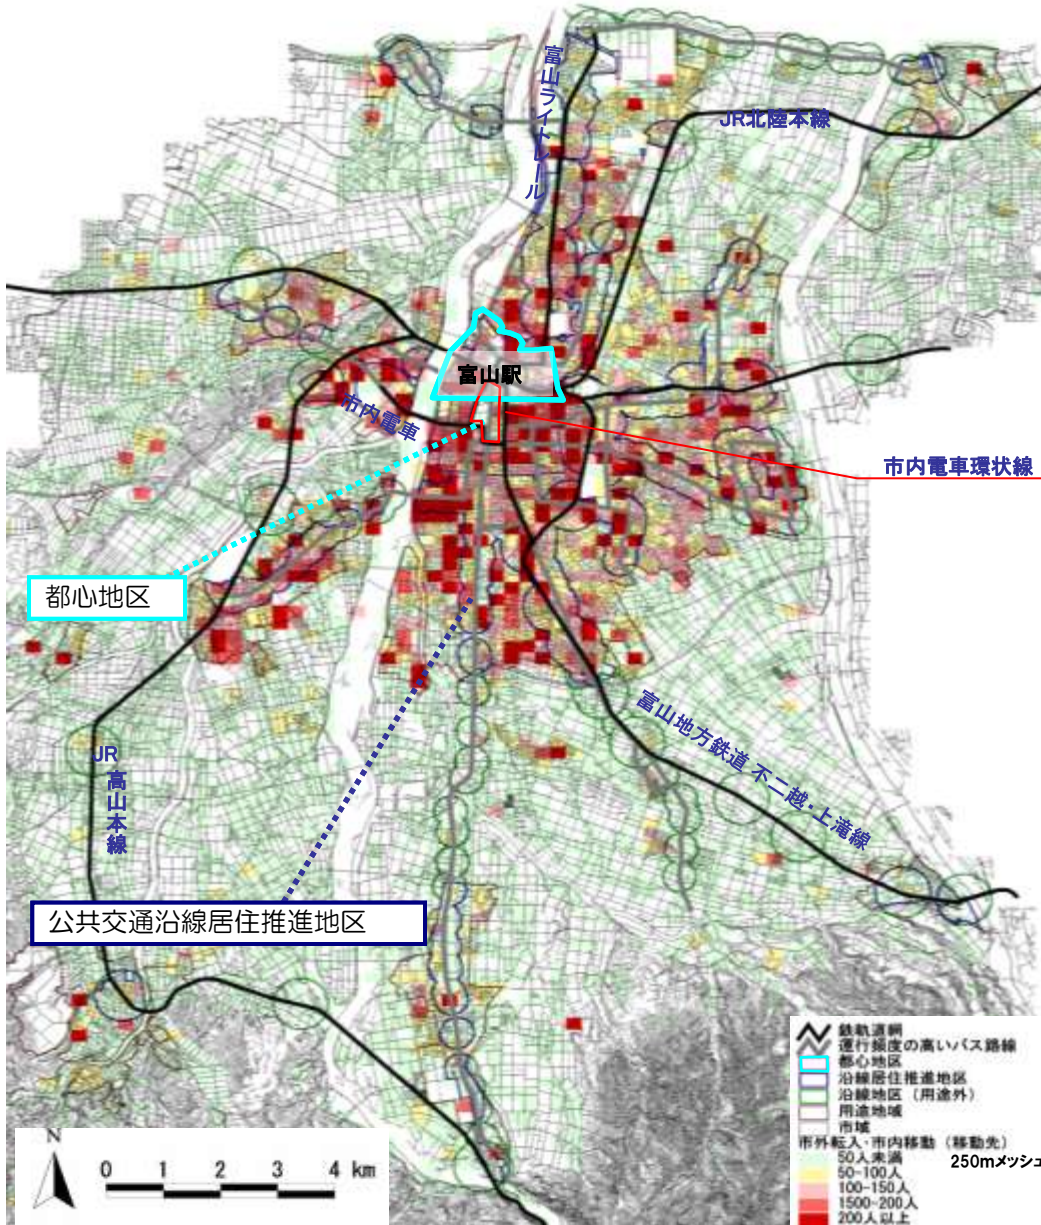 富山ライトレール
JR北陸本線
富山駅
市内電車
市内電車環状線
都心地区
富山地方鉄道 不二越・上滝線
JR
高山本線
公共交通沿線居住推進地区
鉄軌道網
運行頻度の高いバス路線
都心地区
沿線居住推進地区
沿線地区（用途外）
用途地域
市域
市外転入・市内移動（移動先）
50人未満 250mメッシュ
50-100人
100-150人
1500-200人
200人以上
N
0 1 2 3 4 km